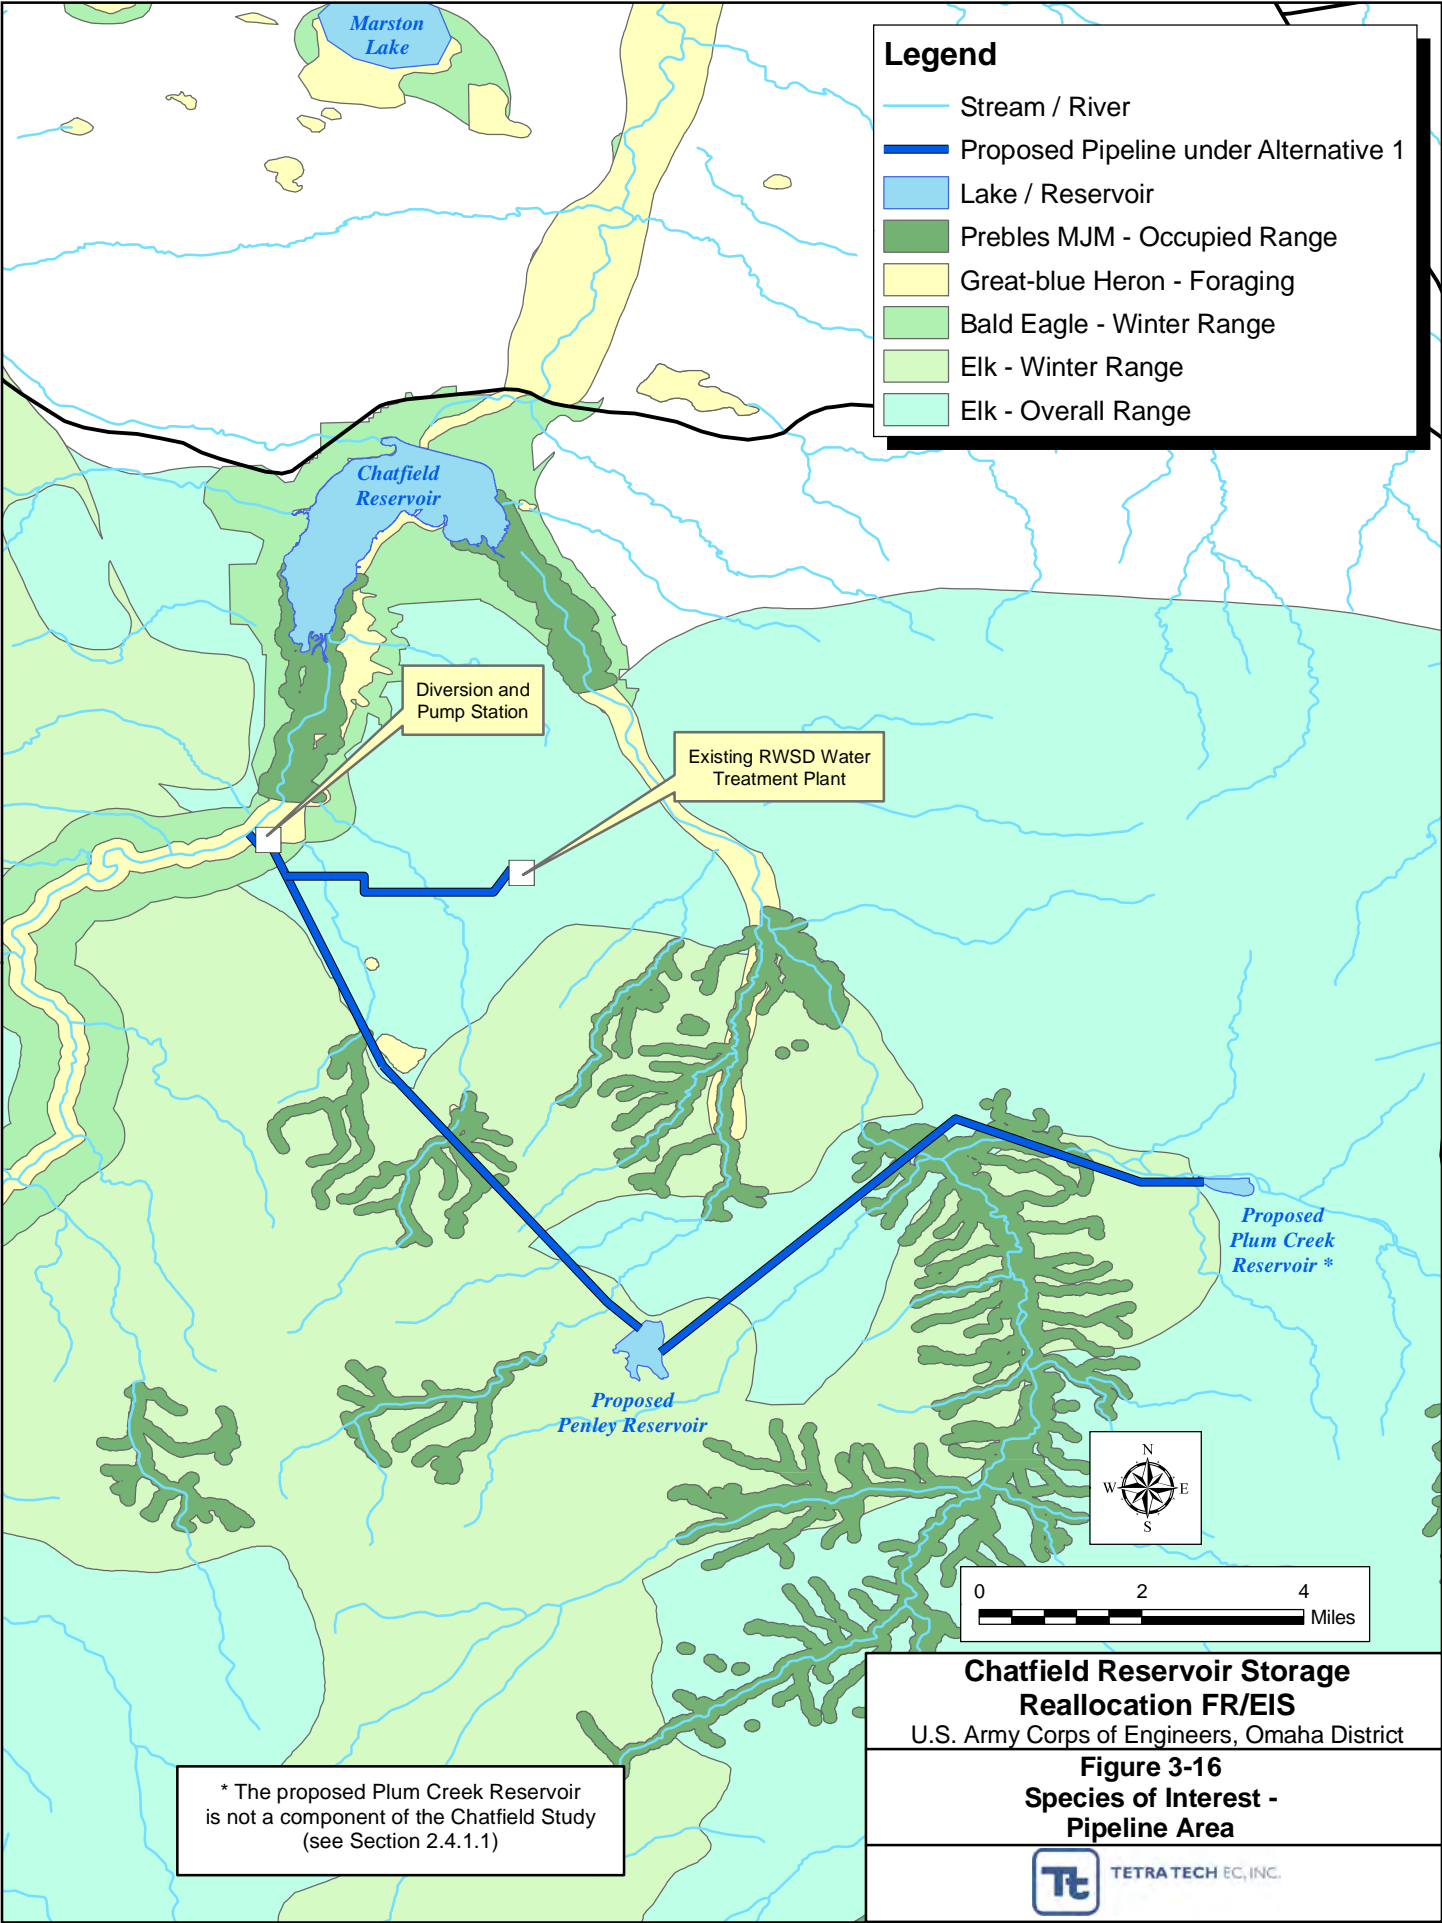 Marston
Lake
Legend
Stream / River
Proposed Pipeline under Alternative 1
Lake / Reservoir
Prebles MJM - Occupied Range
Great-blue Heron - Foraging
Bald Eagle - Winter Range
Elk - Winter Range
Elk - Overall Range
Chatfield
Reservoir
Diversion and
Pump Station
Existing RWSD Water
Treatment Plant
Proposed
Plum Creek
Reservoir *
Proposed
Penley Reservoir
N
W E
S
0 2 4
Miles
* The proposed Plum Creek Reservoir
is not a component of the Chatfield Study
(see Section 2.4.1.1)
Chatfield Reservoir Storage
Reallocation FR/EIS
U.S. Army Corps of Engineers, Omaha District
Figure 3-16
Species of Interest -
Pipeline Area
Tt
TETRA TECH EC, INC.